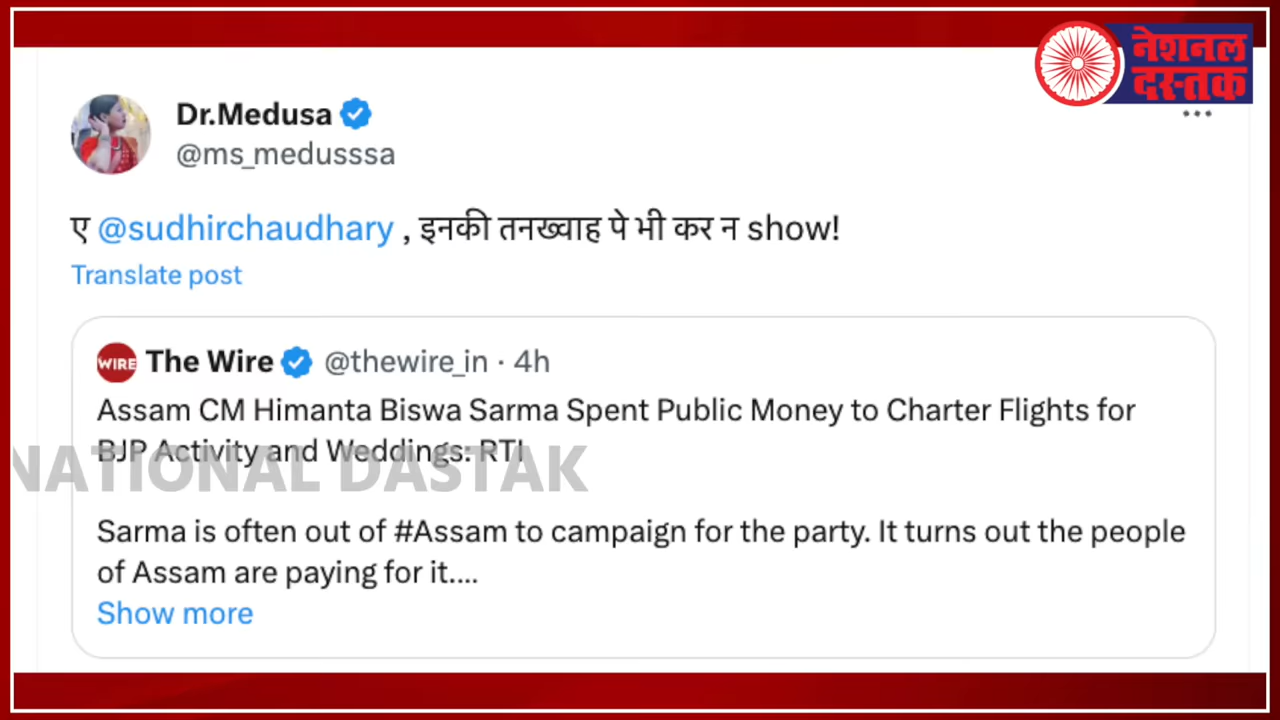 नेशनल
दस्तक
Dr.Medusa
@ms_medusssa
ए @sudhirchaudhary , इनकी तनख्वाह पे भी कर न show!
Translate post
WIRE The Wire @thewire_in · 4h
Assam CM Himanta Biswa Sarma Spent Public Money to Charter Flights for
BJP Activity and Weddings: RTI
NATIONAL DASTAK
Sarma is often out of #Assam to campaign for the party. It turns out the people
of Assam are paying for it....
Show more